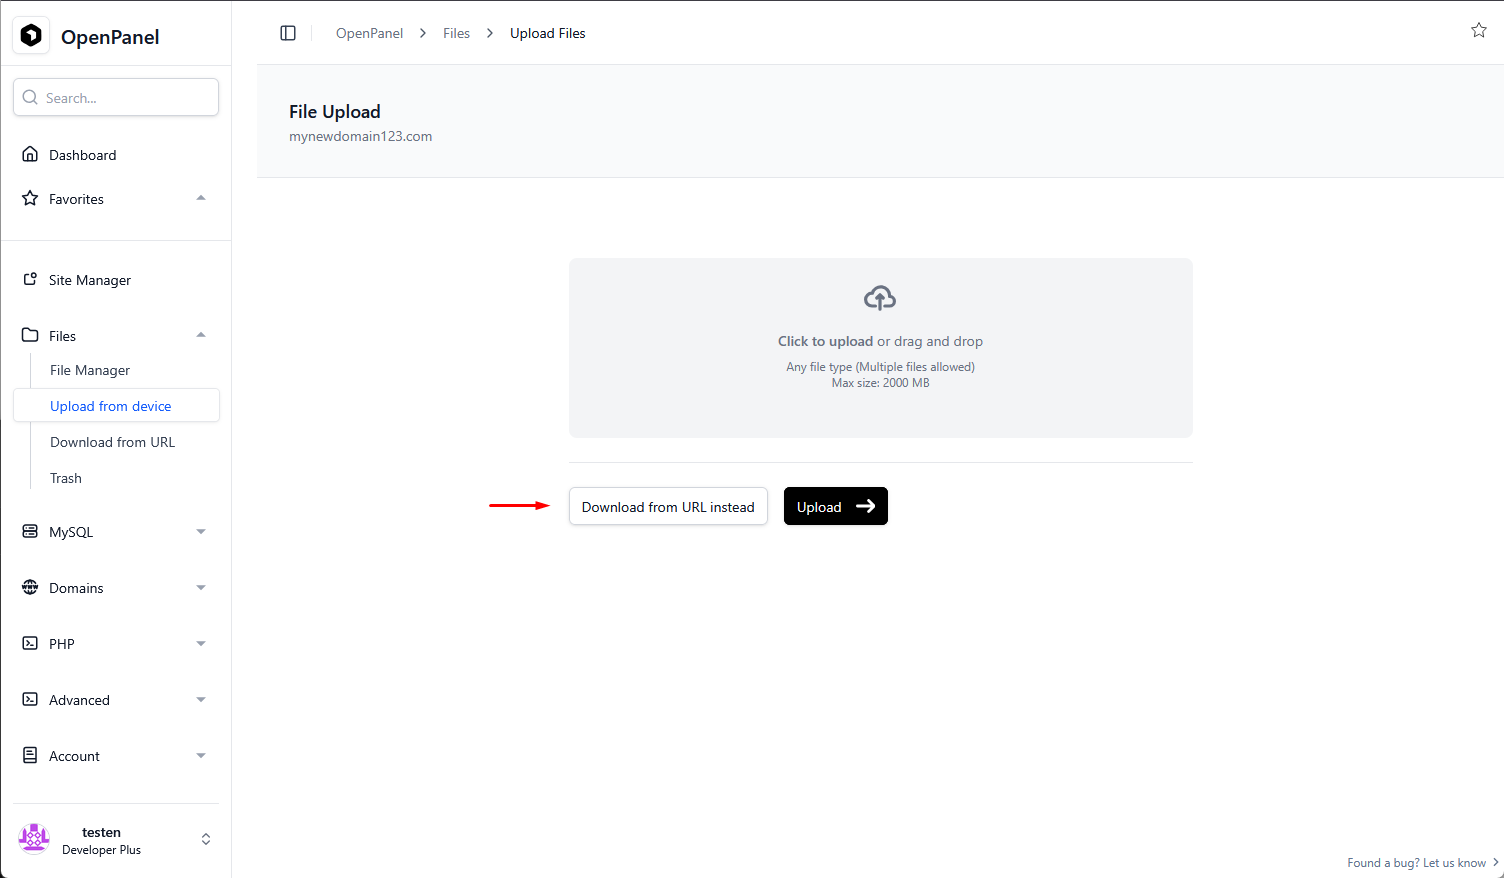 OpenPanel
Search...
Dashboard
Favorites
Site Manager
Files
File Manager
Upload from device
Download from URL
Trash
MySQL
Domains
PHP
Advanced
Account
testen
Developer Plus
OpenPanel > Files > Upload Files
File Upload
mynewdomain123.com
Click to upload or drag and drop
Any file type (Multiple files allowed)
Max size: 2000 MB
Download from URL instead
Upload
Found a bug? Let us know